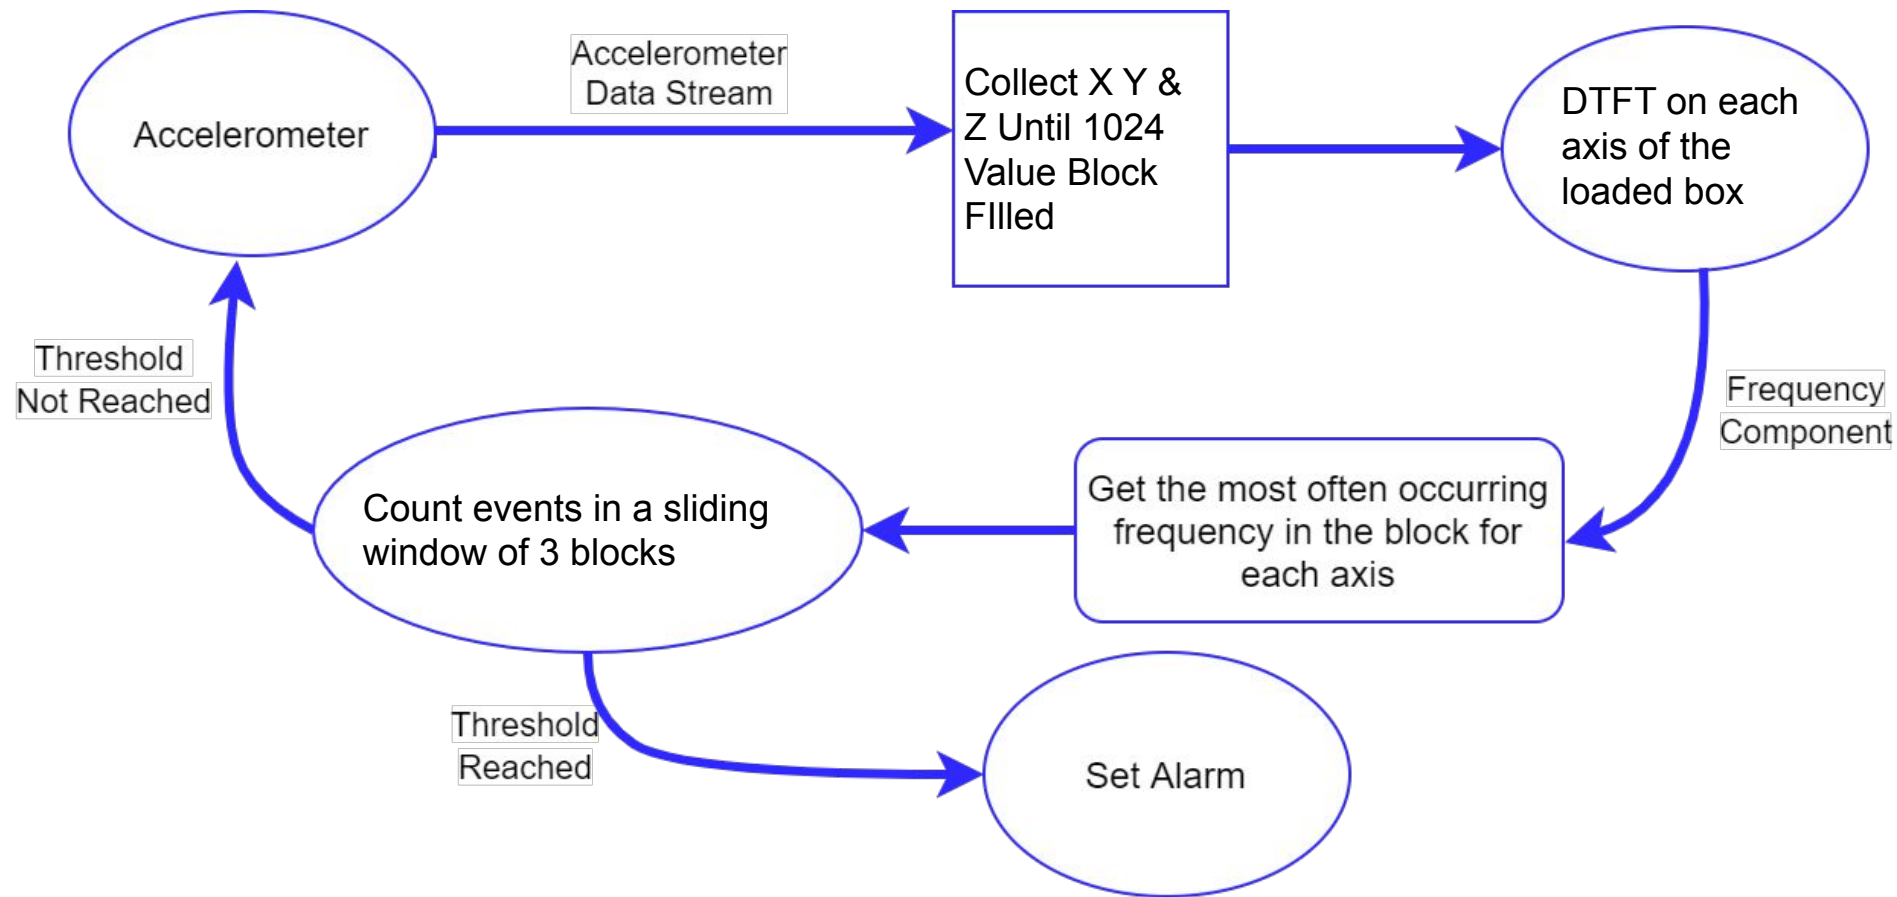 Accelerometer
Accelerometer
Data Stream
Collect X Y &
Z Until 1024
Value Block
FIlled
DTFT on each
axis of the
loaded box
Frequency
Component
Get the most often occurring
frequency in the block for
each axis
Count events in a sliding
window of 3 blocks
Threshold
Not Reached
Threshold
Reached
Set Alarm